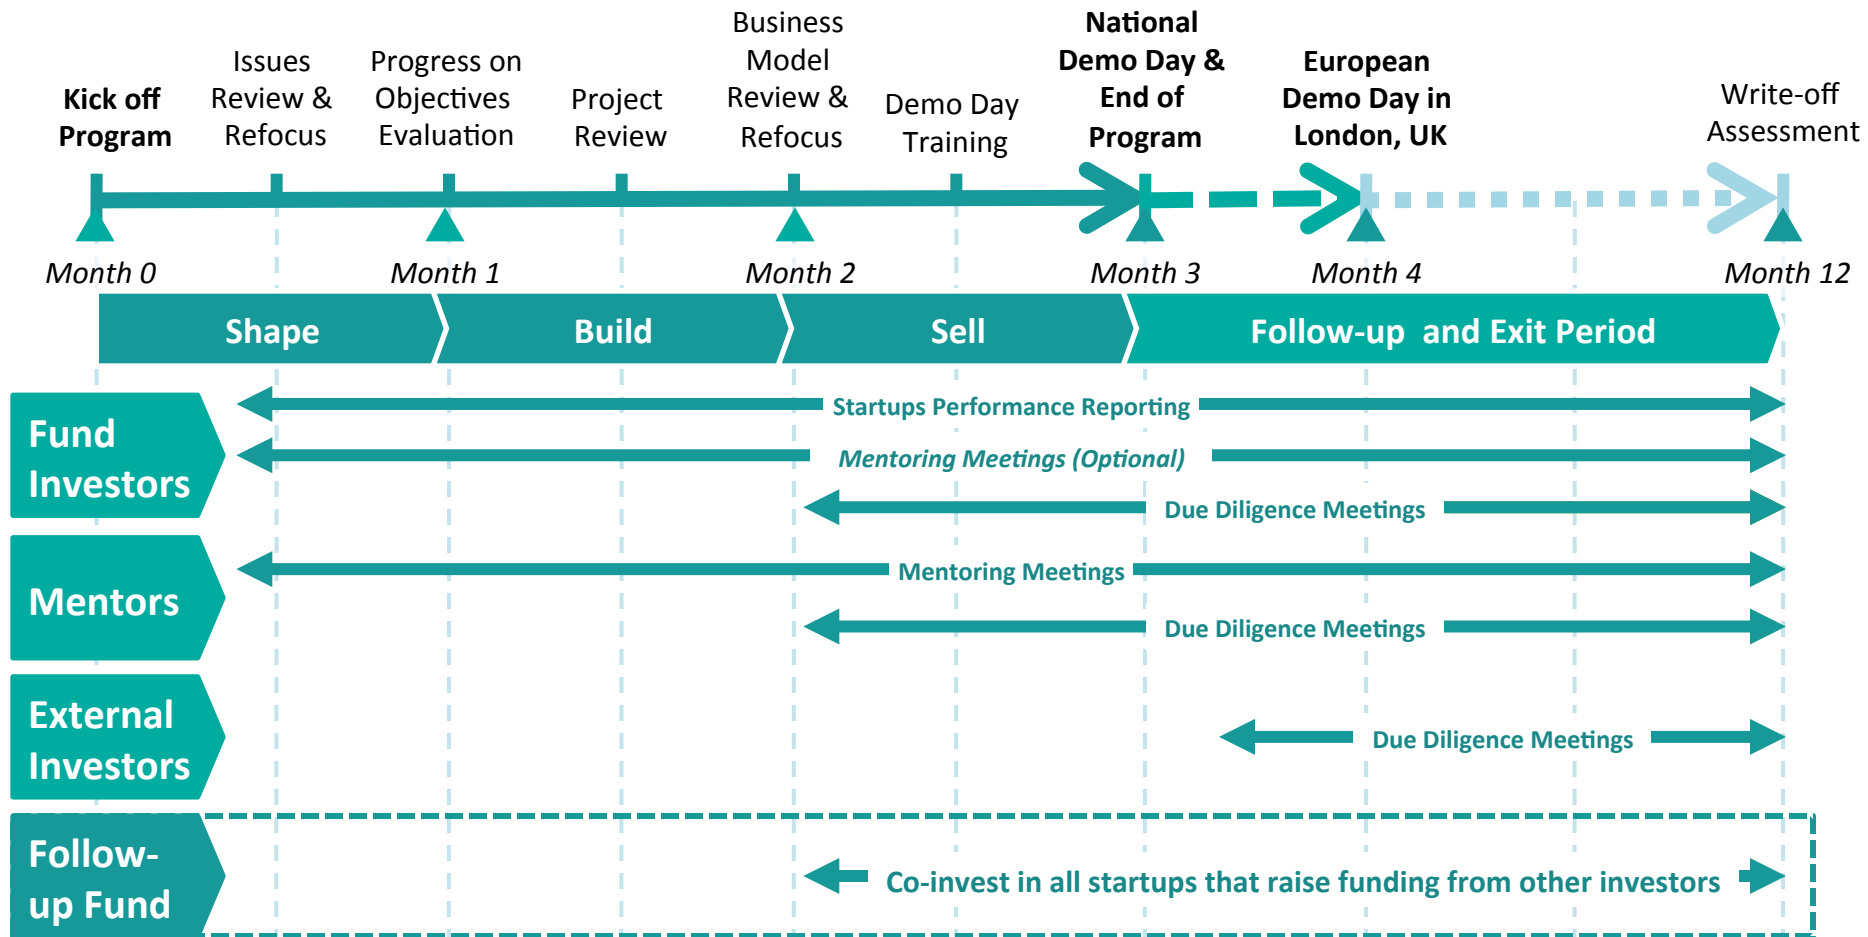 Kick off
Program
Issues
Review &
Refocus
Progress on
Objectives
Evaluation
Project
Review
Business
Model
Review &
Refocus
Demo Day
Training
National
Demo Day &
End of
Program
European
Demo Day in
London, UK
Write-off
Assessment
Month 0
Month 1
Month 2
Month 3
Month 4
Month 12
Shape
Build
Sell
Follow-up and Exit Period
Fund
Investors
Startups Performance Reporting
Mentoring Meetings (Optional)
Due Diligence Meetings
Mentors
Mentoring Meetings
Due Diligence Meetings
External
Investors
Due Diligence Meetings
Follow-
up Fund
Co-invest in all startups that raise funding from other investors